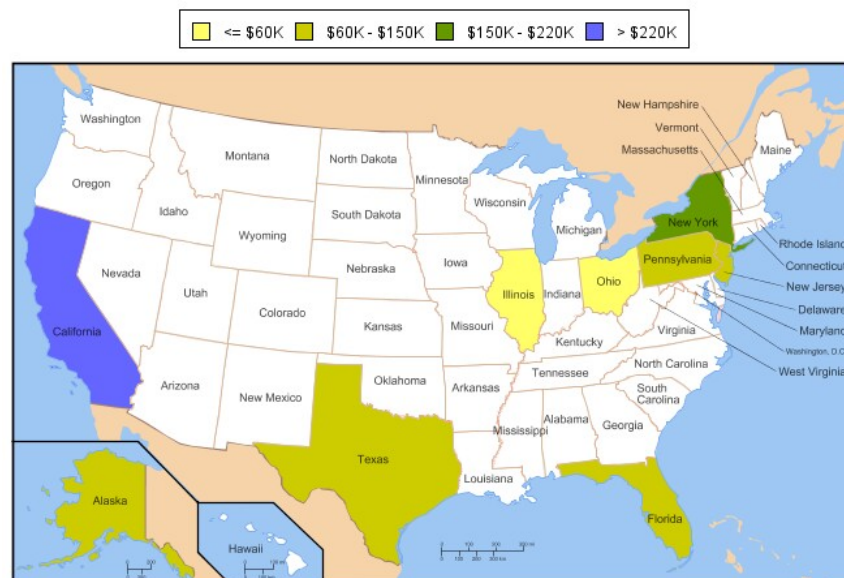 <= $60K $60K - $150K $150K - $220K > $220K
New Hampshire
Vermont
Massachusetts
Washington
Montana
North Dakota
Minnesota
Maine
Oregon
Idaho
Wyoming
South Dakota
Wisconsin
Michigan
New York
Rhode Island
Connecticut
New Jersey
Delaware
Maryland
Washington, D.C.
West Virginia
Nevada
Utah
Colorado
Nebraska
Iowa
Illinois
Indiana
Ohio
Pennsylvania
California
Kansas
Missouri
Kentucky
Virginia
Arizona
New Mexico
Oklahoma
Arkansas
Tennessee
North Carolina
South
Carolina
Texas
Louisiana
Mississippi
Alabama
Georgia
Florida
Alaska
Hawaii